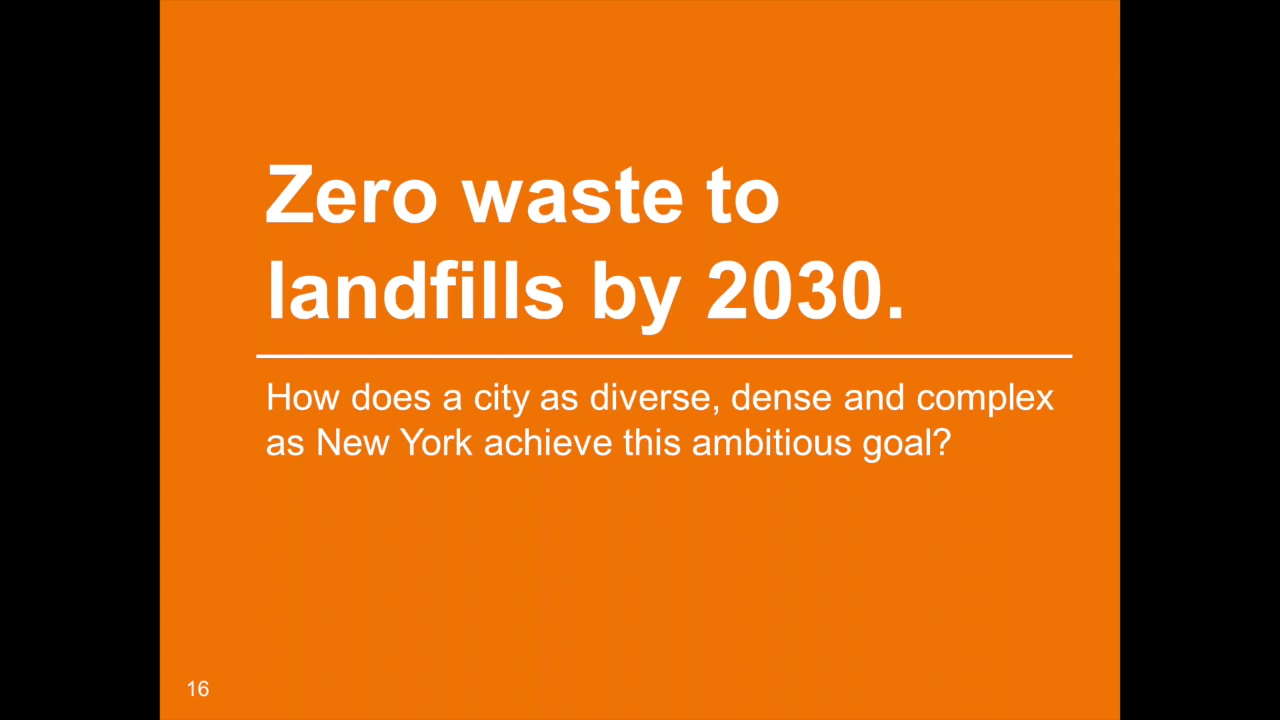 Zero waste to
landfills by 2030.
How does a city as diverse, dense and complex
as New York achieve this ambitious goal?
16